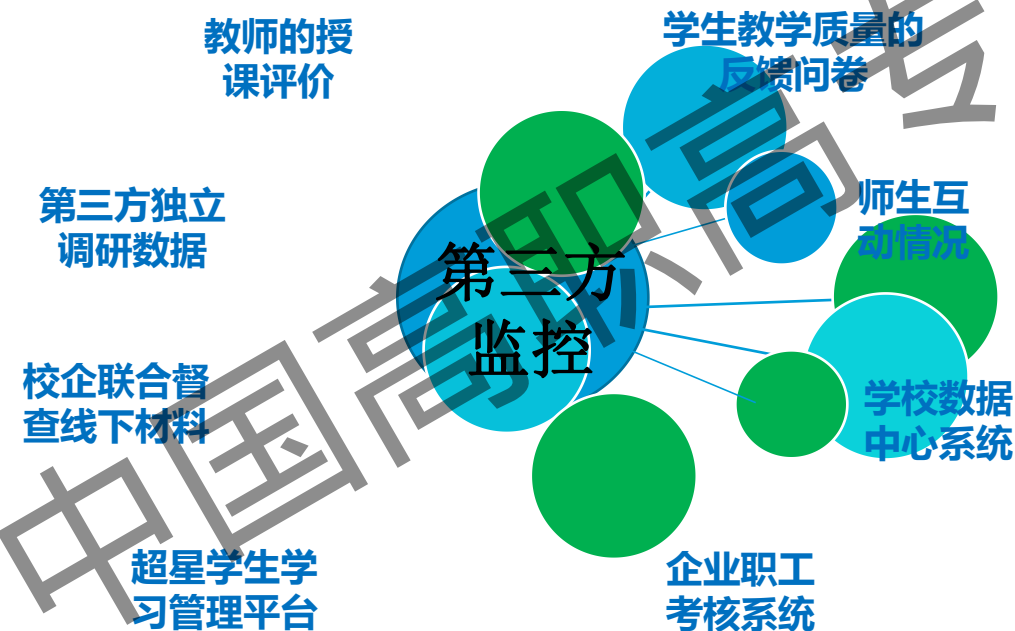 教师的授
课评价
学生教学质量的
反馈问卷
第三方独立
调研数据
师生互
动情况
第三方
监控
校企联合督
查线下材料
学校数据
中心系统
超星学生学
习管理平台
企业职工
考核系统
中国高职高专